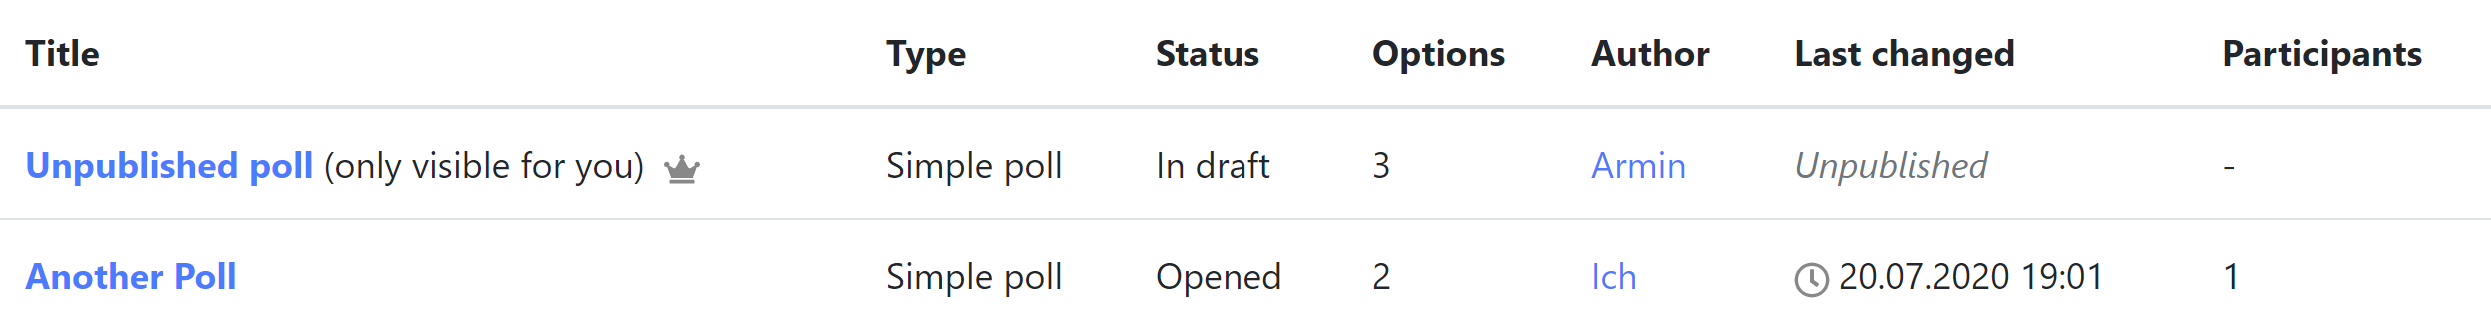 Title Type Status Options Author Last changed Participants
Unpublished poll (only visible for you) Simple poll In draft 3 Armin Unpublished -
Another Poll Simple poll Opened 2 Ich 20.07.2020 19:01 1